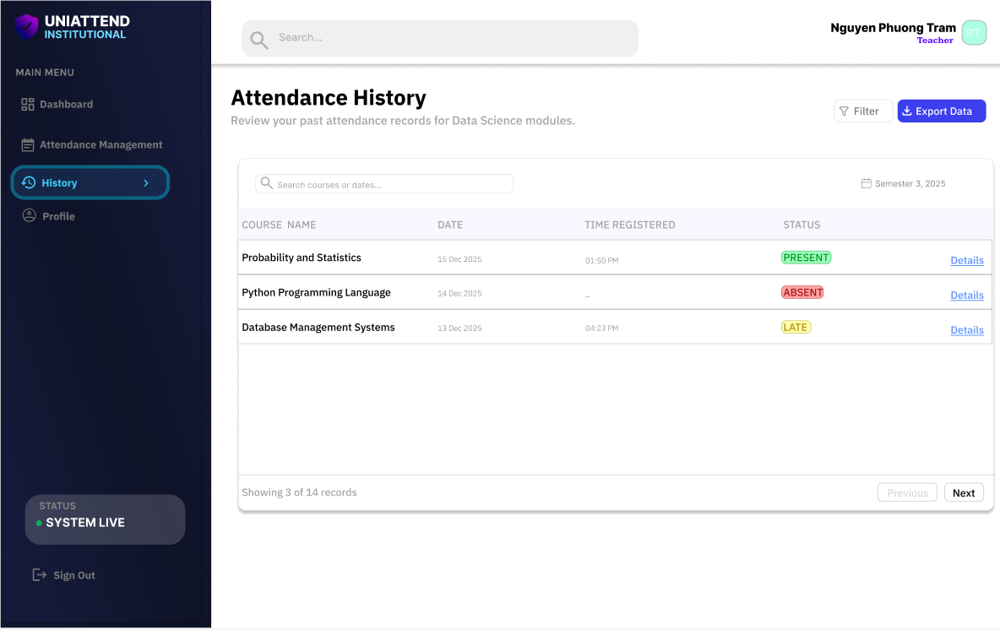 UNIATTEND
INSTITUTIONAL
MAIN MENU
Dashboard
Attendance Management
History
Profile
STATUS
SYSTEM LIVE
Sign Out
Search...
Nguyen Phuong Tram
Teacher
PT
Attendance History
Review your past attendance records for Data Science modules.
Filter
Export Data
Search courses or dates...
Semester 3, 2025
COURSE NAME DATE TIME REGISTERED STATUS
Probability and Statistics 15 Dec 2025 01:50 PM PRESENT Details
Python Programming Language 14 Dec 2025 _ ABSENT Details
Database Management Systems 13 Dec 2025 04:23 PM LATE Details
Showing 3 of 14 records
Previous
Next